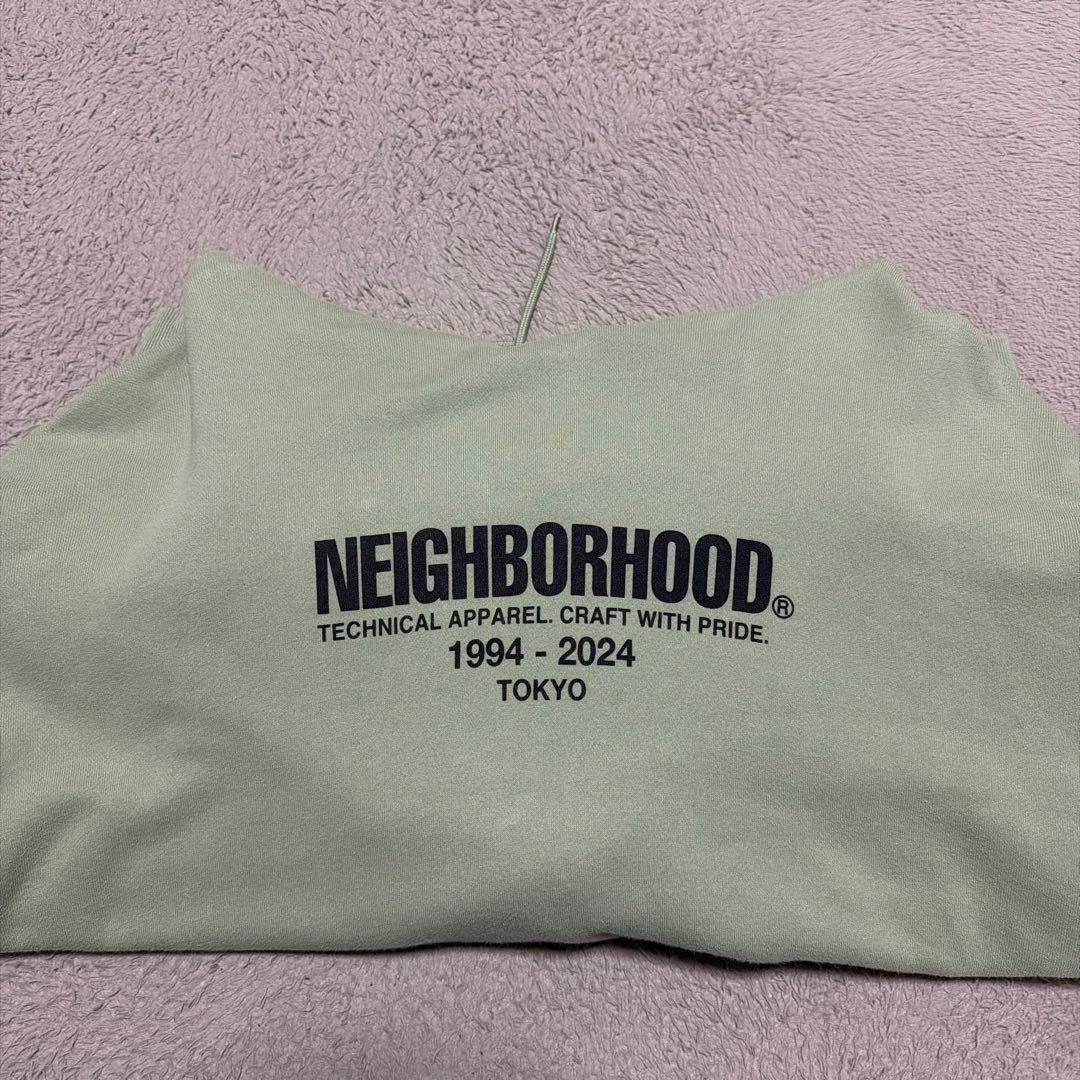 NEIGHBORHOOD®
TECHNICAL APPAREL. CRAFT WITH PRIDE.
1994 - 2024
TOKYO